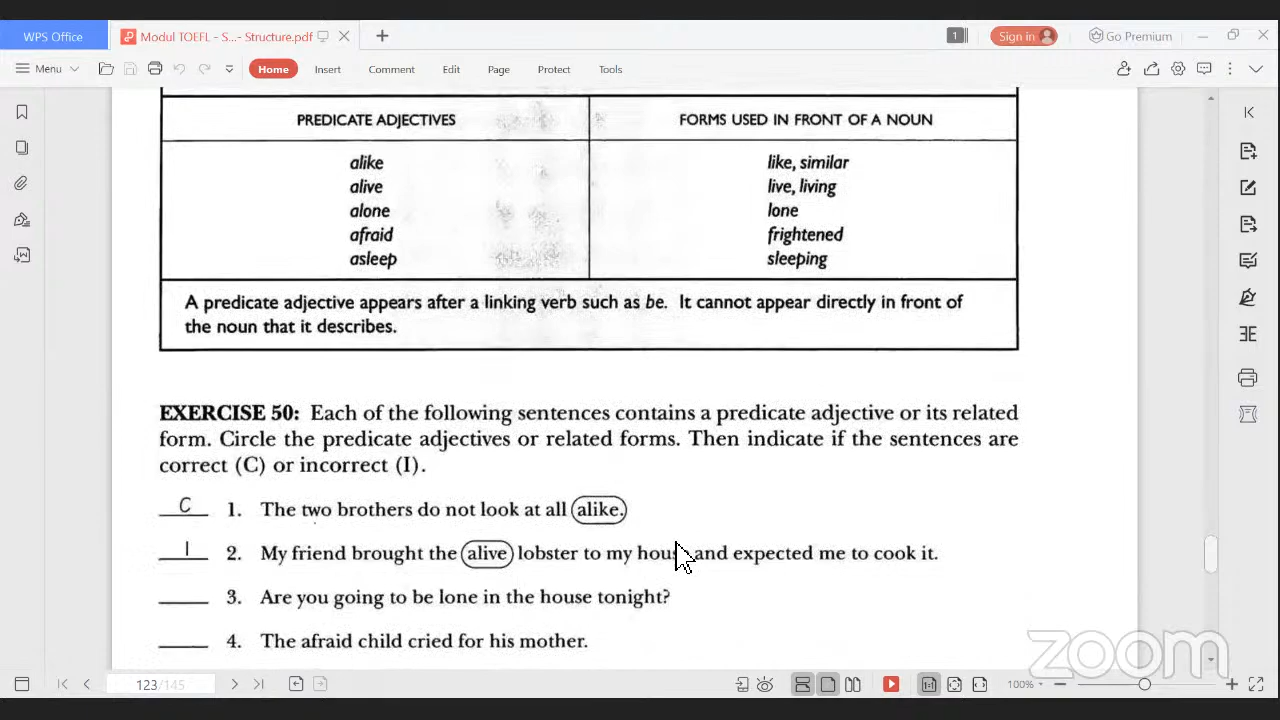 WPS Office
Modul TOEFL - S...- Structure.pdf
1
Sign in
Go Premium
Menu
Home
Insert
Comment
Edit
Page
Protect
Tools
PREDICATE ADJECTIVES FORMS USED IN FRONT OF A NOUN
alike like, similar
alive live, living
alone lone
afraid frightened
asleep sleeping
A predicate adjective appears after a linking verb such as be. It cannot appear directly in front of
the noun that it describes.
EXERCISE 50: Each of the following sentences contains a predicate adjective or its related
form. Circle the predicate adjectives or related forms. Then indicate if the sentences are
correct (C) or incorrect (I).
C 1. The two brothers do not look at all alike.
I 2. My friend brought the alive lobster to my and expected me to cook it.
3. Are you going to be lone in the house tonight?
4. The afraid child cried for his mother.
zoom
123/145
100%